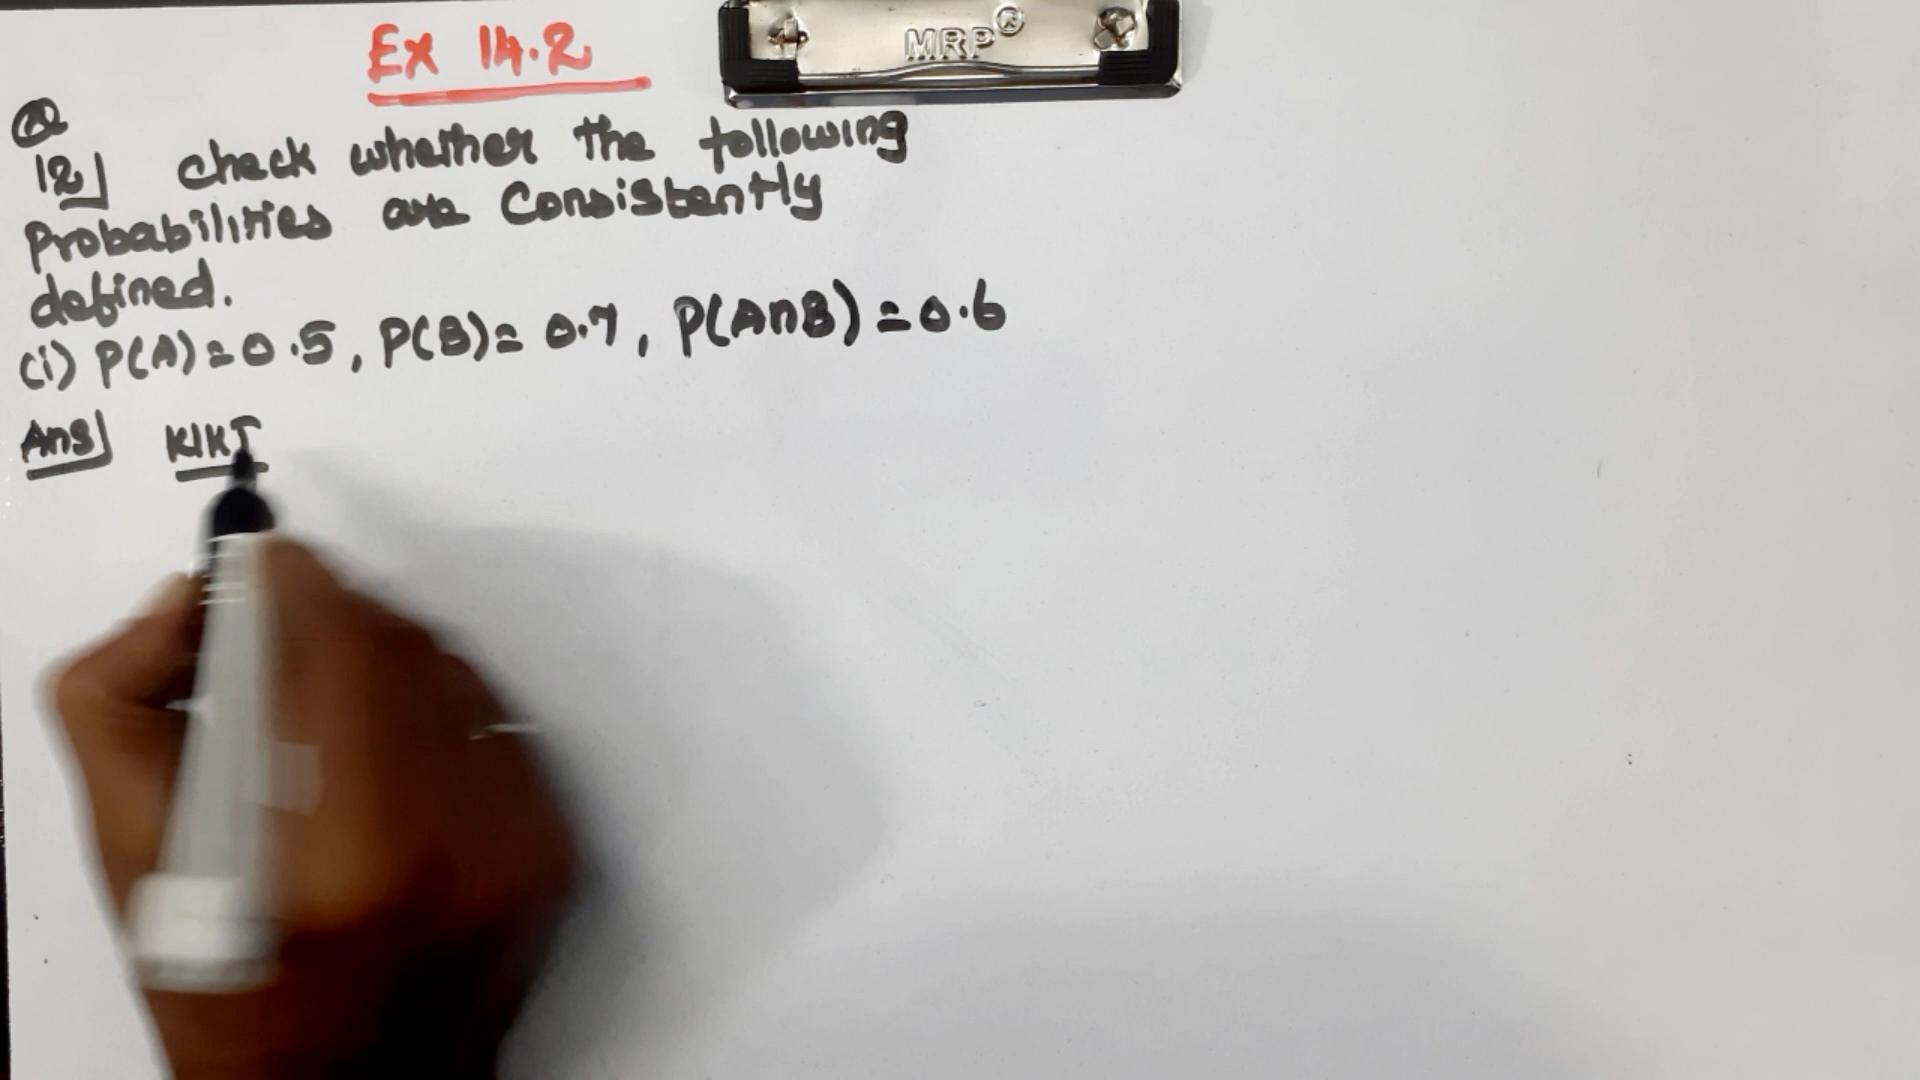 Ex 14.2
MRP®
Q
12] Check whether the following
Probabilities are Consistently
defined.
(i) P(A)=0.5, P(B)= 0.7, P(A∩B)=0.6
Ans]